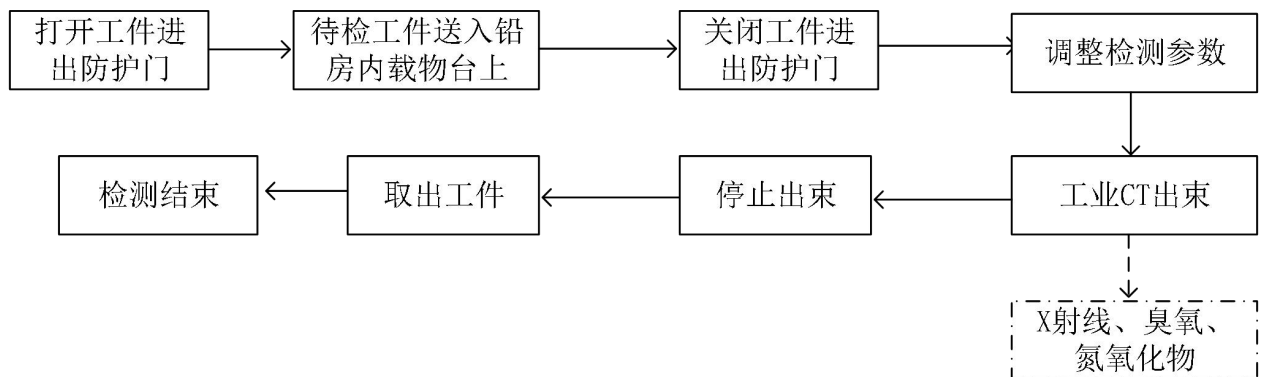 打开工件进
出防护门
待检工件送入铅
房内载物台上
关闭工件进
出防护门
调整检测参数
检测结束
取出工件
停止出束
工业CT出束
X射线、臭氧、
氮氧化物